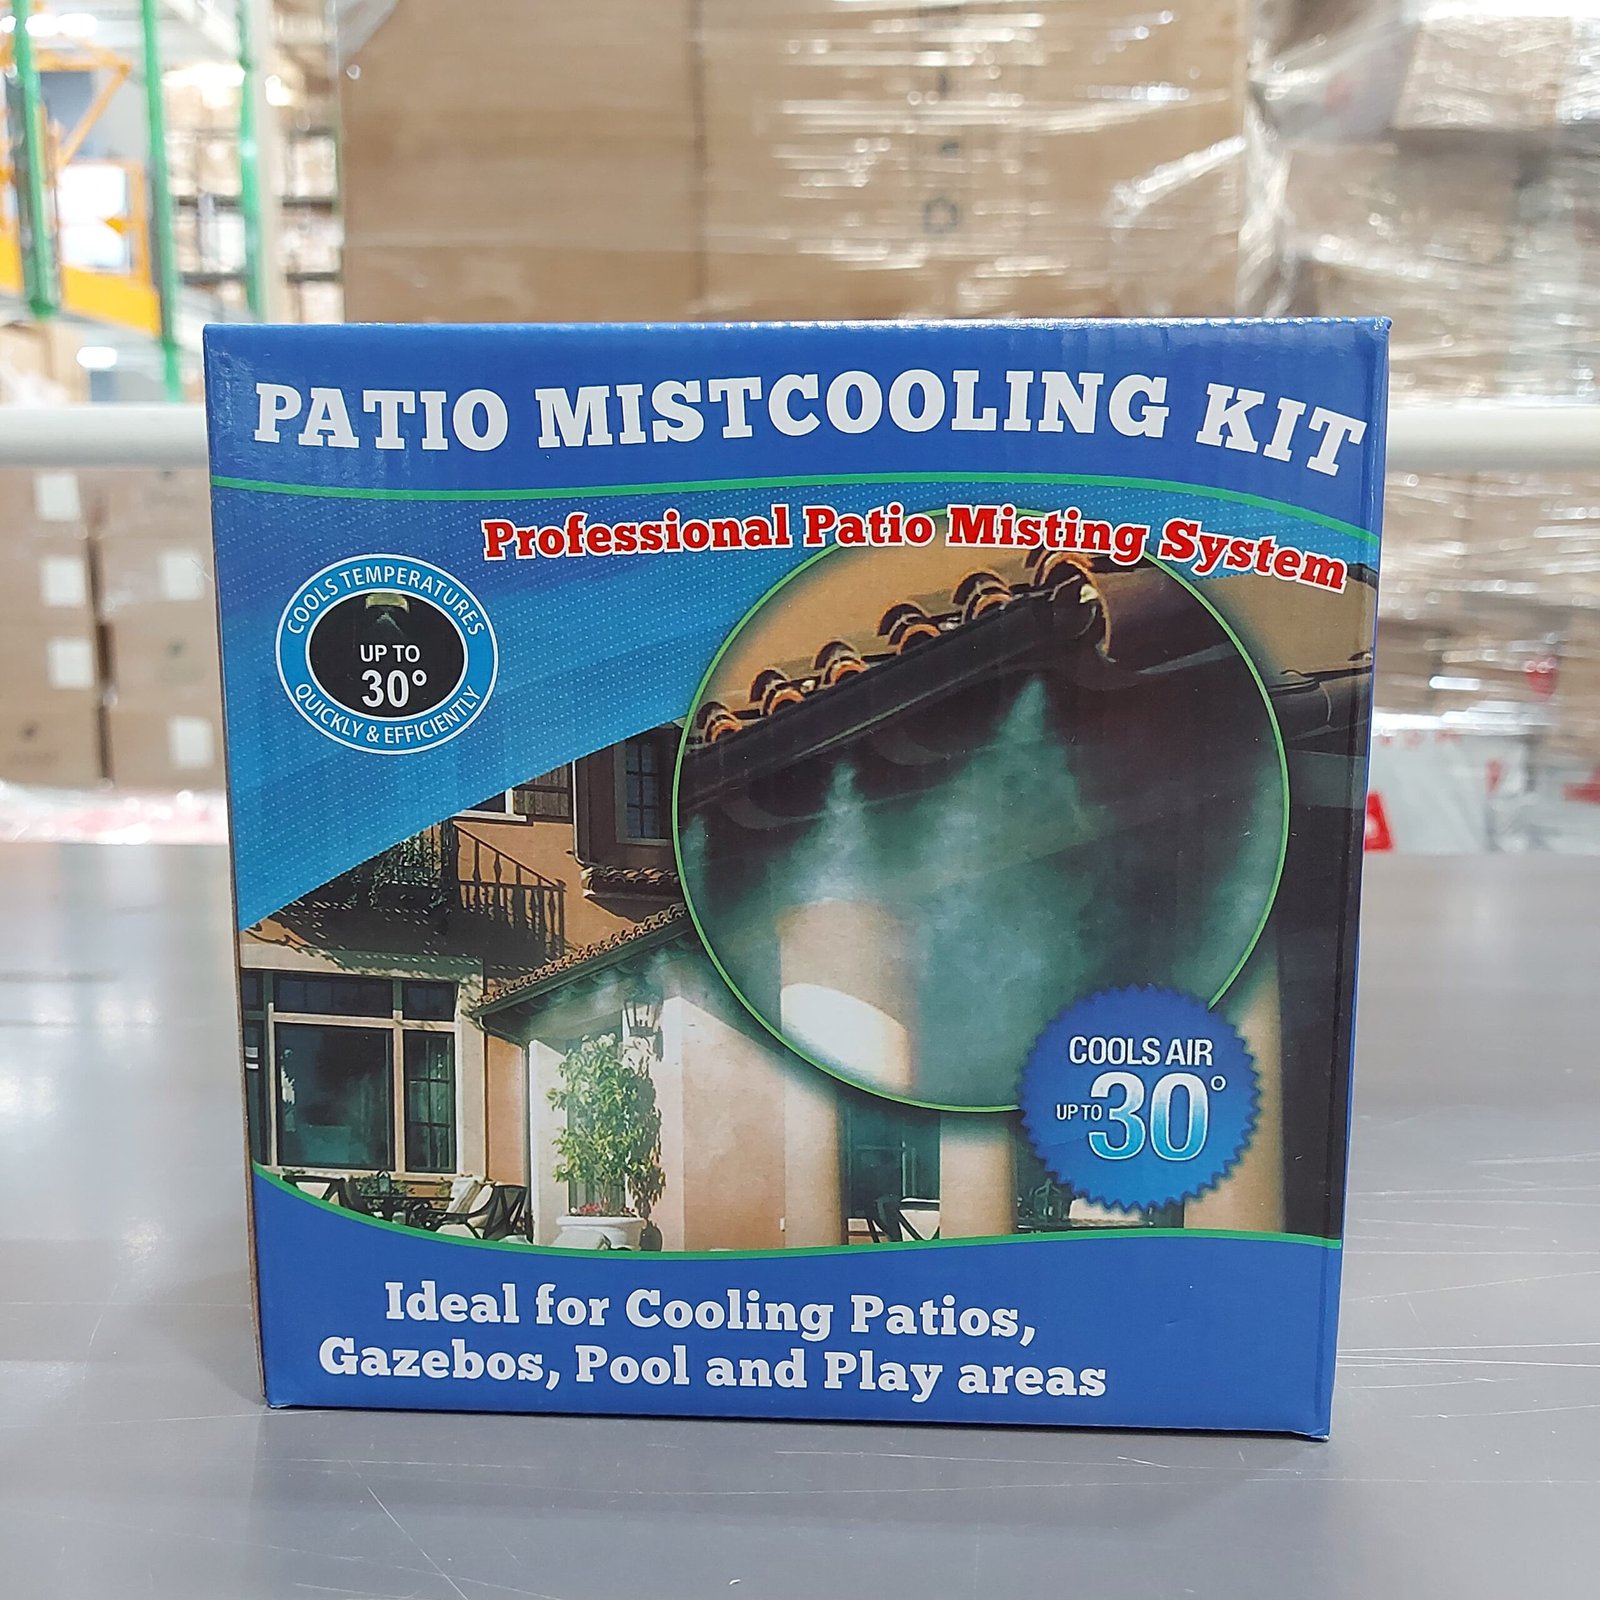 PATIO MISTCOOLING KIT
Professional Patio Misting System
COOLS TEMPERATURES
UP TO
30°
QUICKLY & EFFICIENTLY
COOLS AIR
UP TO 30°
Ideal for Cooling Patios,
Gazebos, Pool and Play areas